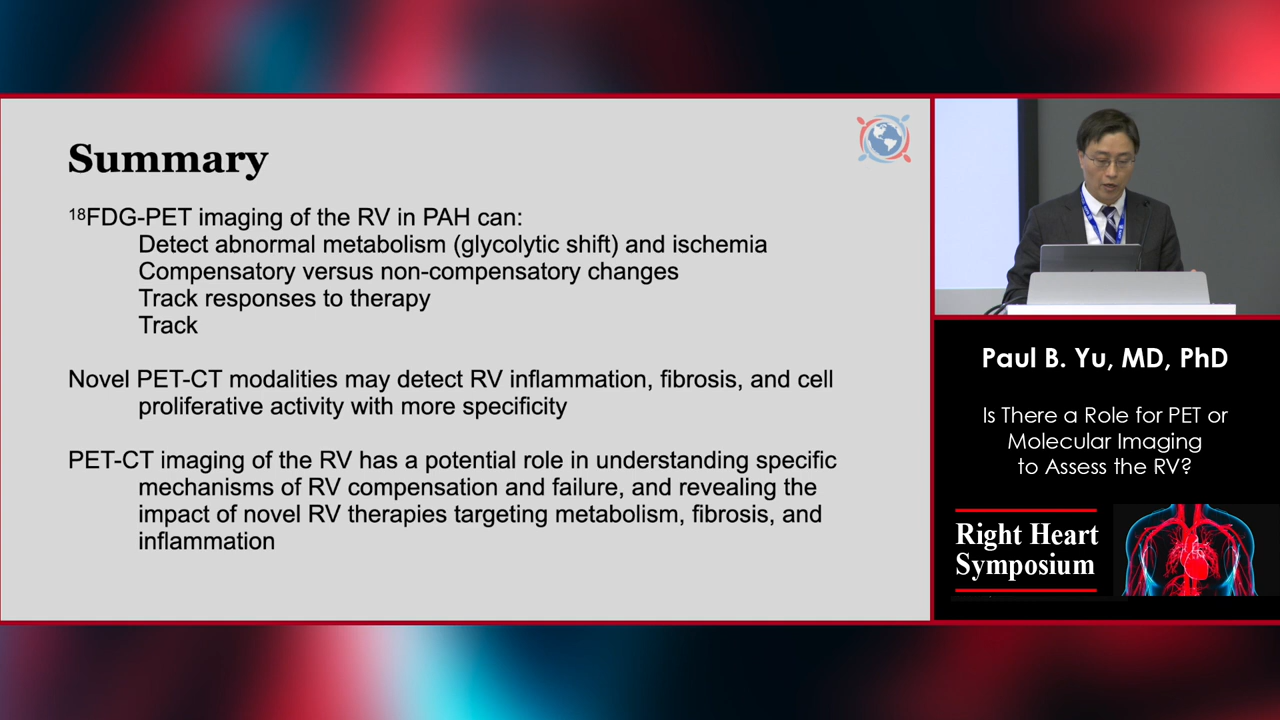 Summary
¹⁸FDG-PET imaging of the RV in PAH can:
Detect abnormal metabolism (glycolytic shift) and ischemia
Compensatory versus non-compensatory changes
Track responses to therapy
Track
Novel PET-CT modalities may detect RV inflammation, fibrosis, and cell
proliferative activity with more specificity
PET-CT imaging of the RV has a potential role in understanding specific
mechanisms of RV compensation and failure, and revealing the
impact of novel RV therapies targeting metabolism, fibrosis, and
inflammation
Paul B. Yu, MD, PhD
Is There a Role for PET or
Molecular Imaging
to Assess the RV?
Right Heart
Symposium